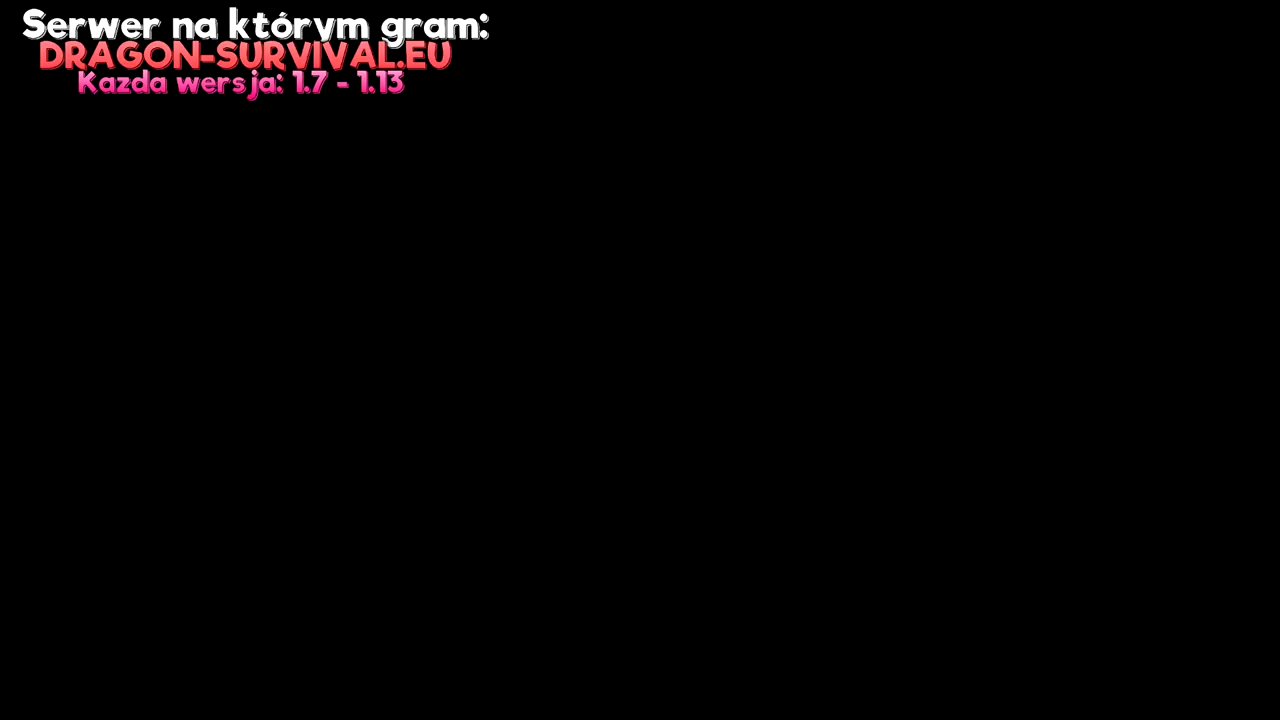 Serwer na którym gram:
DRAGON-SURVIVAL.EU
Kazda wersja: 1.7 - 1.13